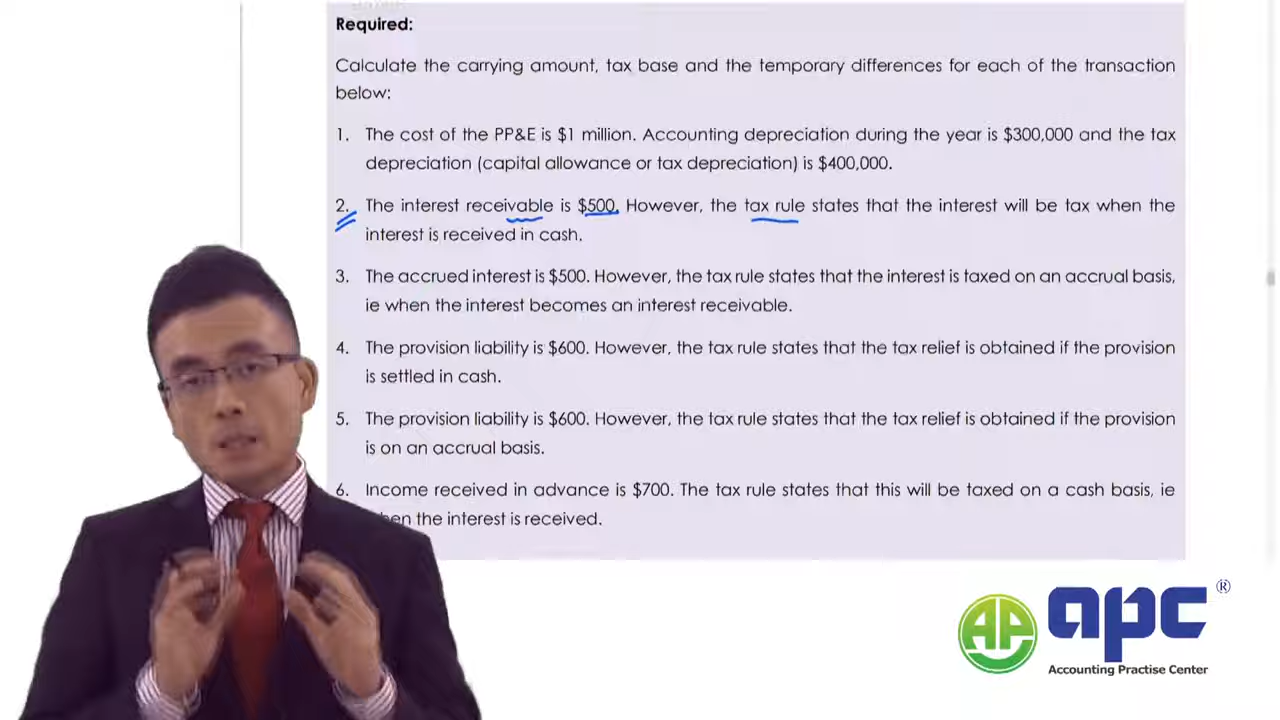 Required:
Calculate the carrying amount, tax base and the temporary differences for each of the transaction
below:
1. The cost of the PP&E is $1 million. Accounting depreciation during the year is $300,000 and the tax
depreciation (capital allowance or tax depreciation) is $400,000.
2. The interest receivable is $500. However, the tax rule states that the interest will be tax when the
interest is received in cash.
3. The accrued interest is $500. However, the tax rule states that the interest is taxed on an accrual basis,
ie when the interest becomes an interest receivable.
4. The provision liability is $600. However, the tax rule states that the tax relief is obtained if the provision
is settled in cash.
5. The provision liability is $600. However, the tax rule states that the tax relief is obtained if the provision
is on an accrual basis.
6. Income received in advance is $700. The tax rule states that this will be taxed on a cash basis, ie
the interest is received.
AP
apc®
Accounting Practise Center